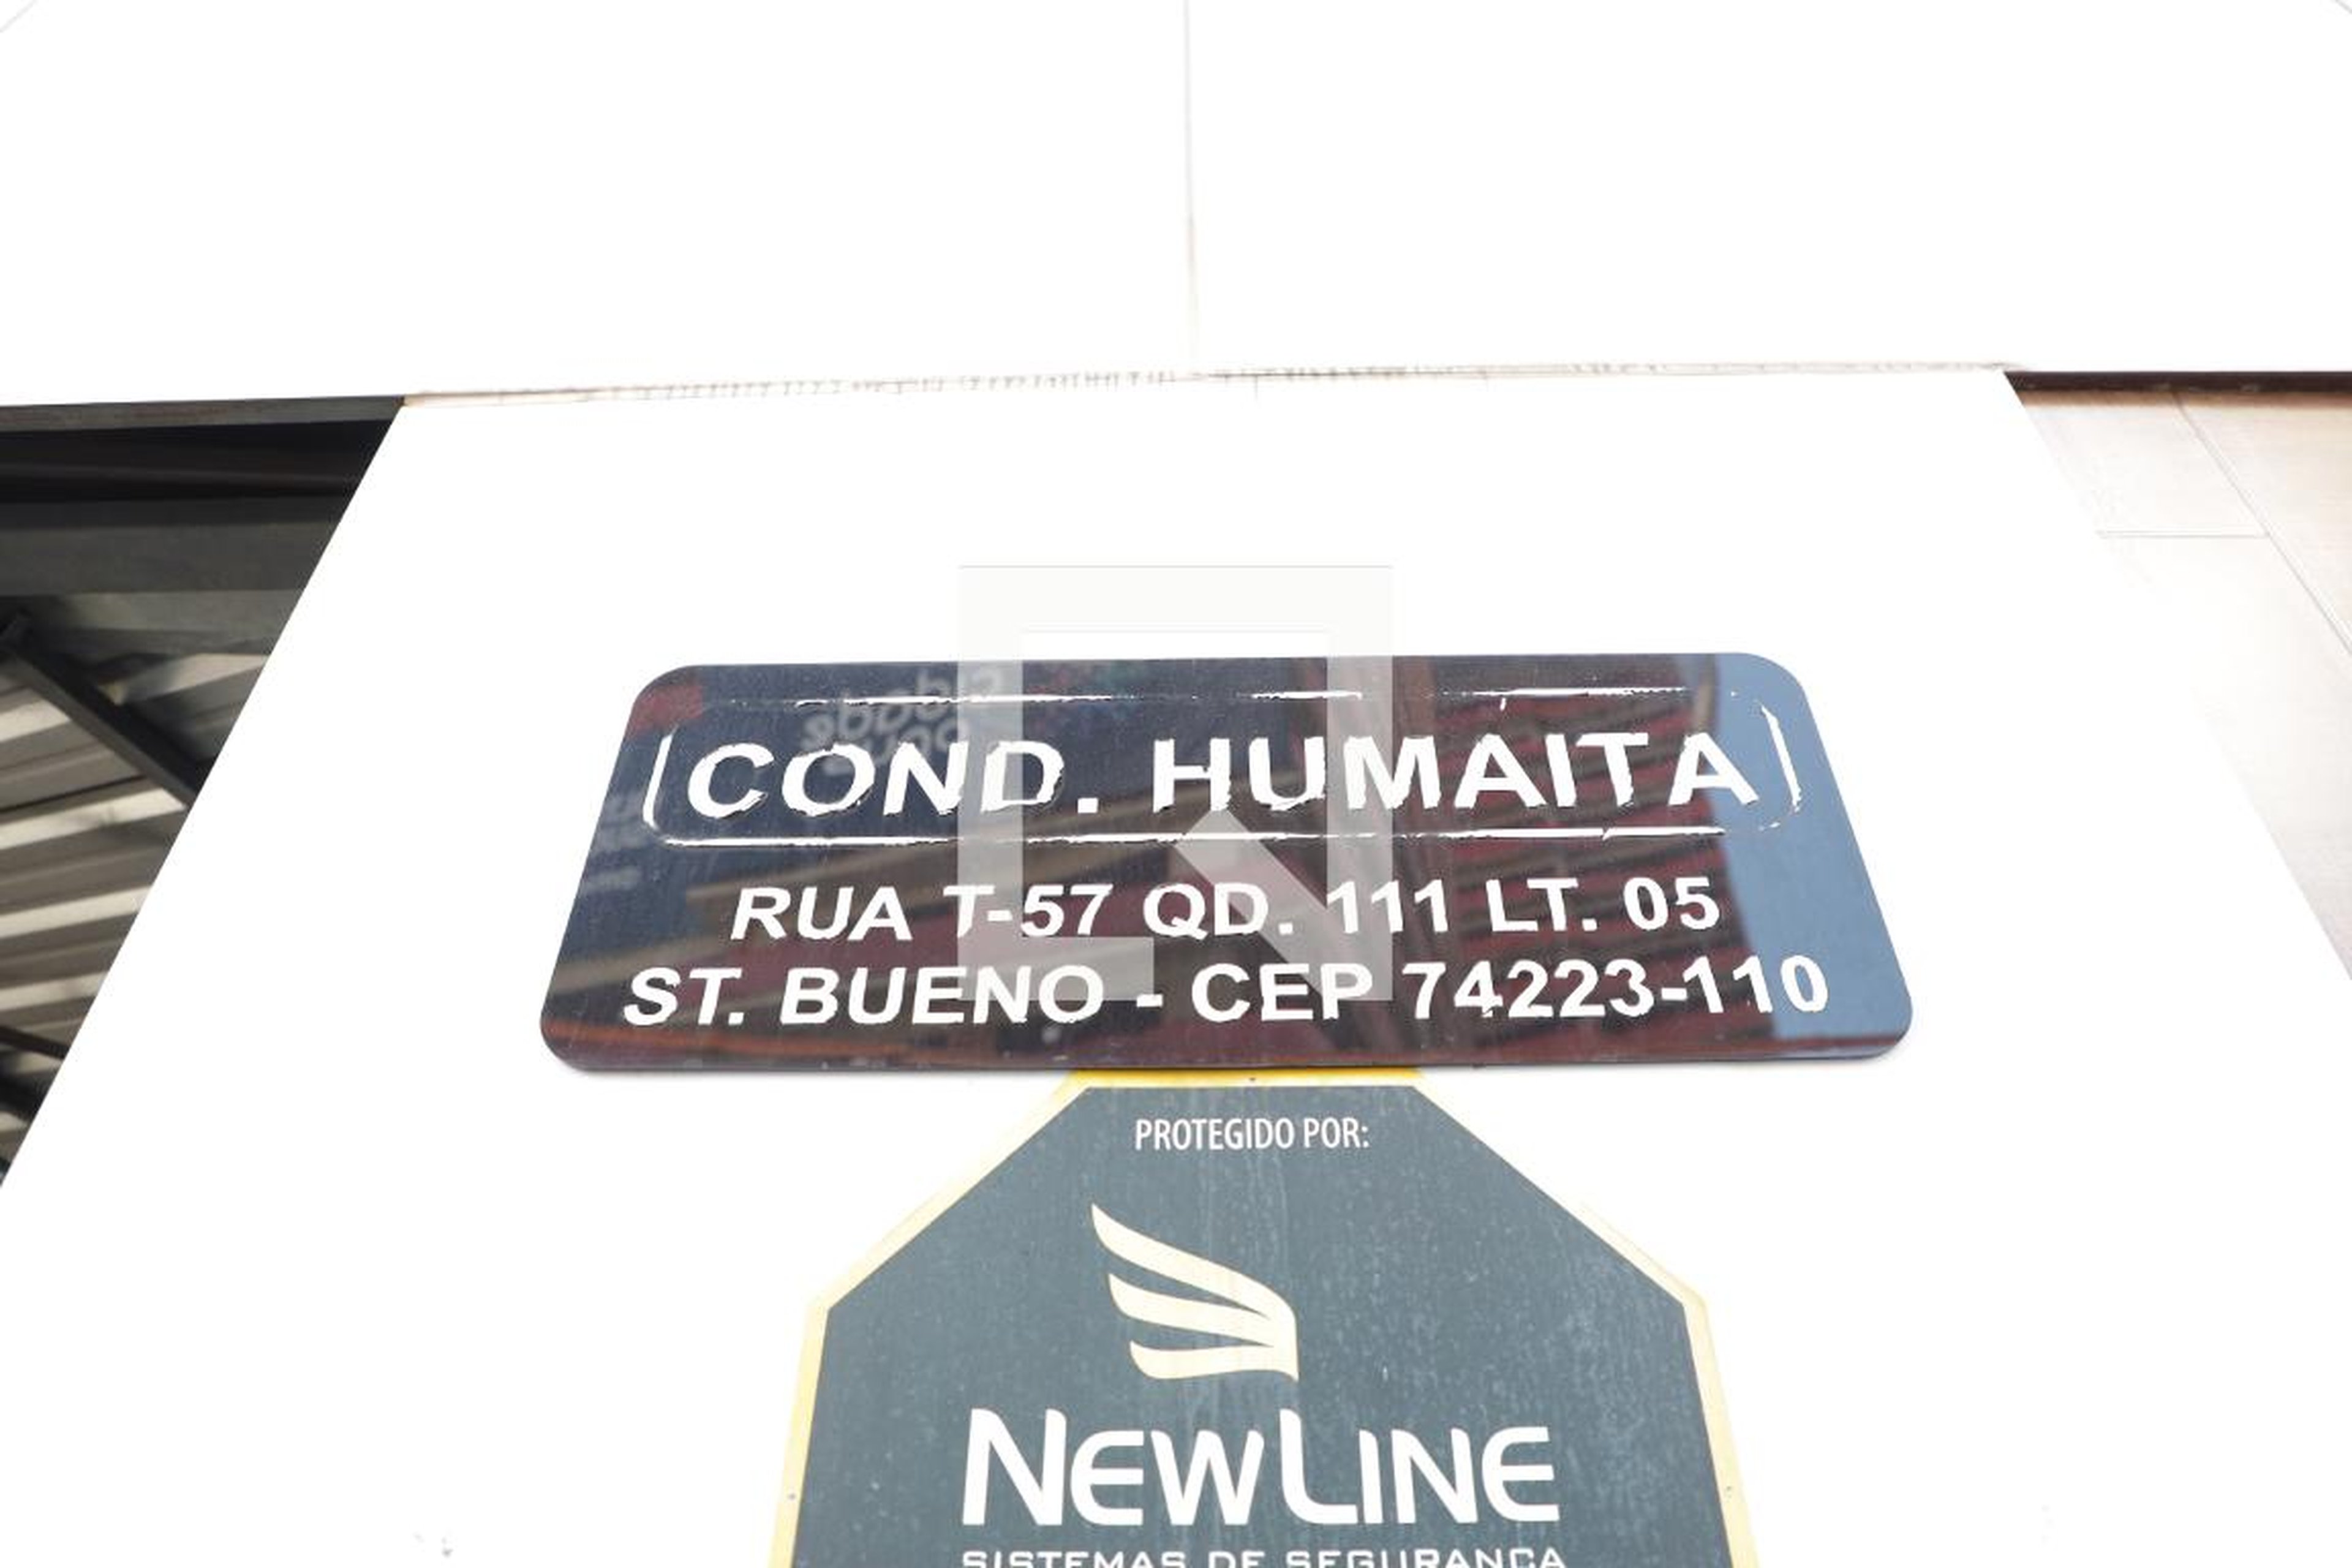 COND. HUMAITA
RUA T-57 QD. 111 LT. 05
ST. BUENO - CEP 74223-110
PROTEGIDO POR:
NEWLINE
SISTEMAS DE SEGURANÇA